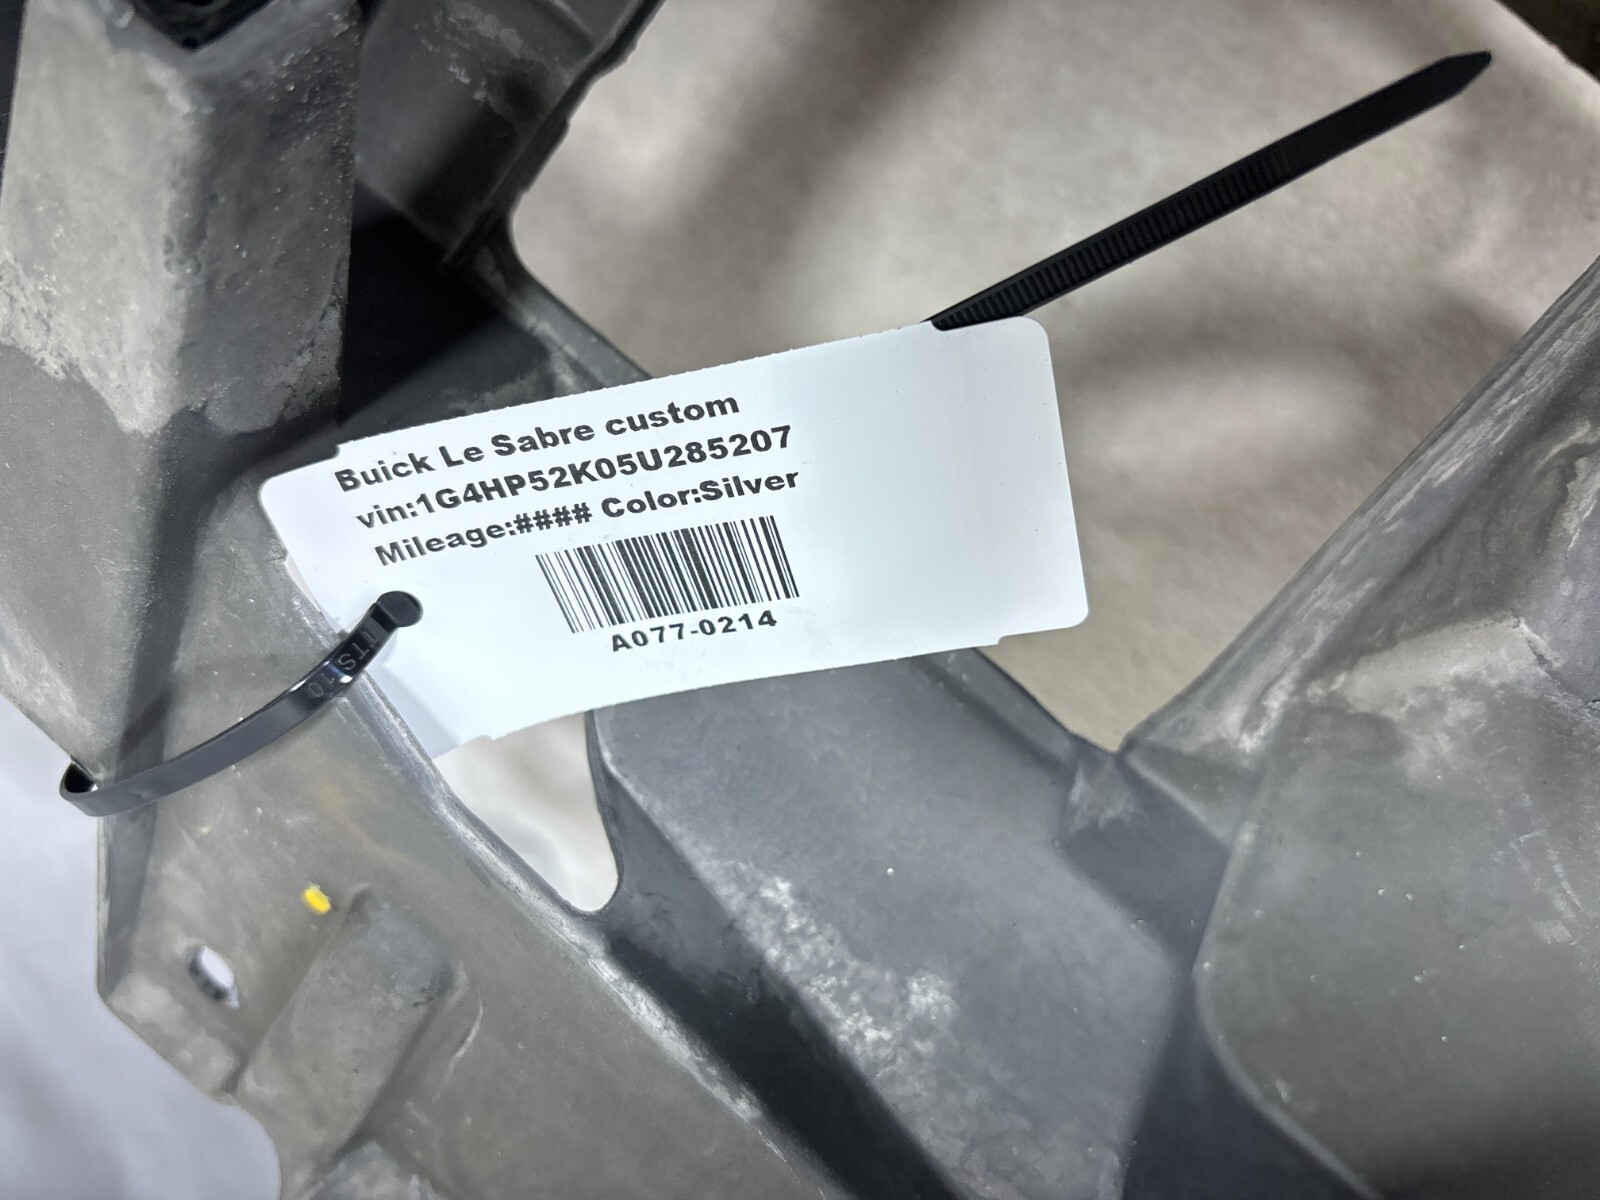 Buick Le Sabre custom
vin:1G4HP52K05U285207
Mileage:#### Color:Silver
A077-0214